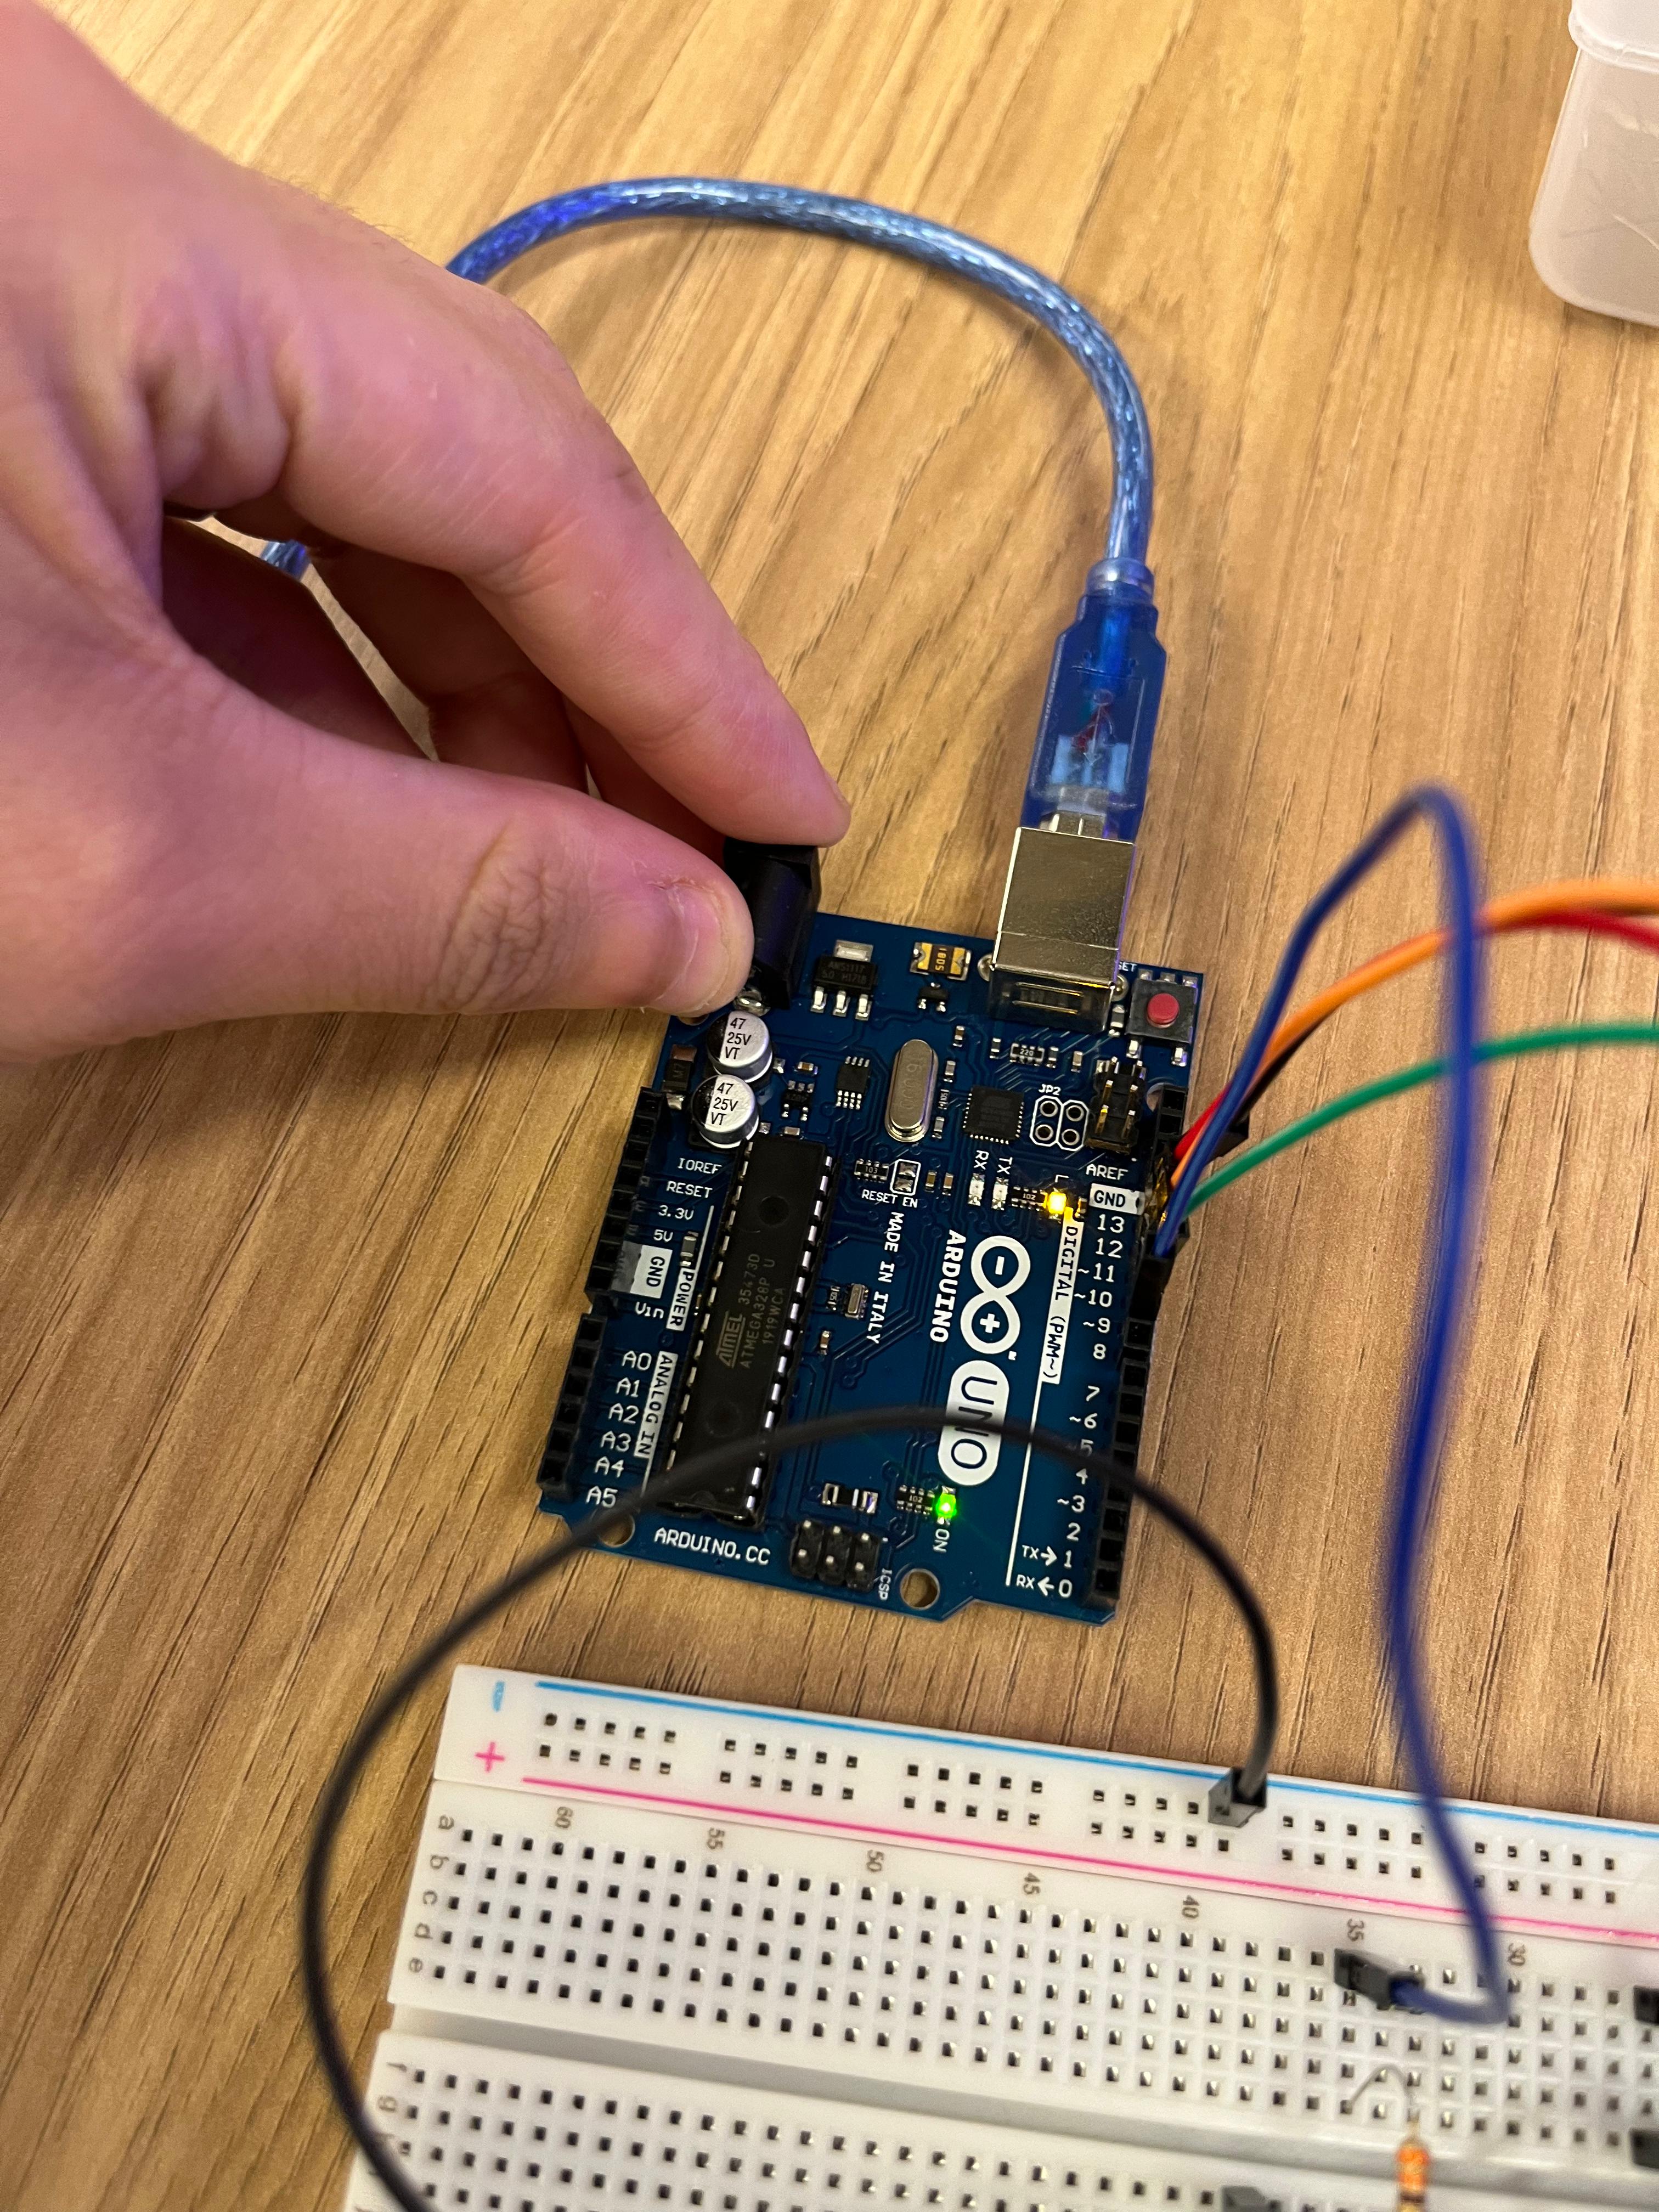 47
25V
VT
47
25V
VT
JP2
IOREF
RESET
3.3V
5V
GND
Vin
POWER
A0
A1
A2
A3
A4
A5
ANALOG IN
ATMEL
ATMEGA328P U
RESET EN
MADE IN ITALY
RX
TX
L
ARDUINO
UNO
AREF
GND
13
12
~11
~10
~9
8
7
~6
5
4
~3
2
TX→1
RX←0
DIGITAL (PWM~)
ON
ICSP
ARDUINO.CC
-
+
60
55
50
45
40
35
30
a
b
c
d
e
f
g